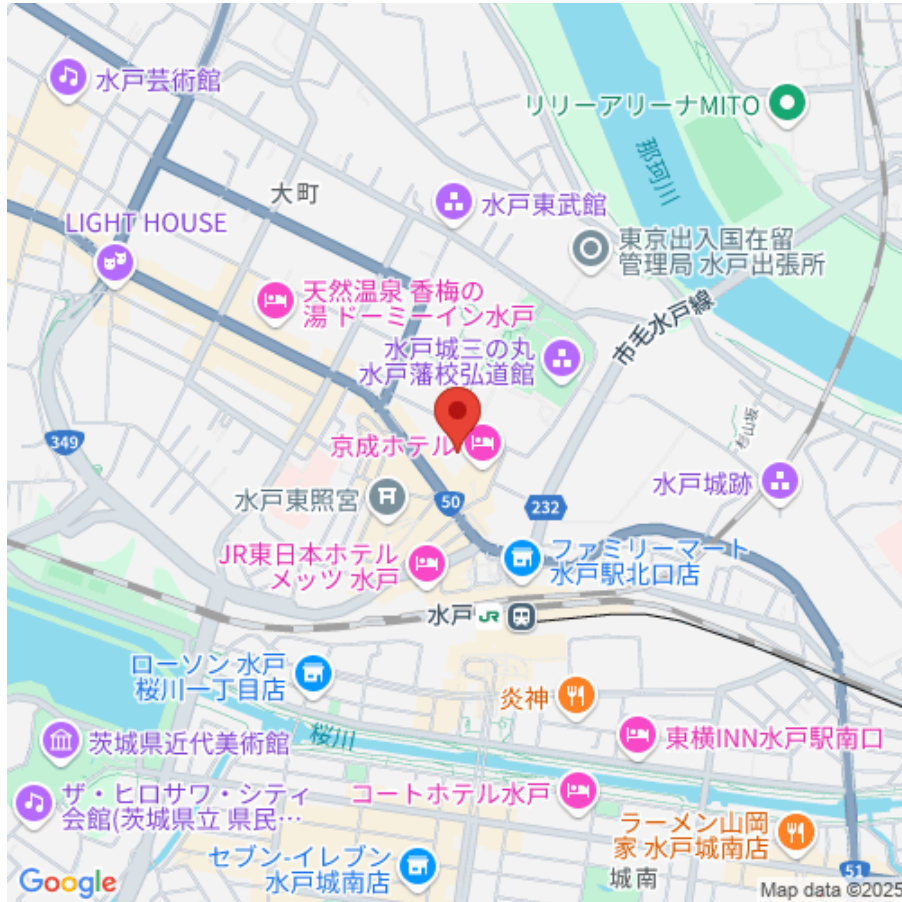 水戸芸術館
リリーアリーナMITO
那珂川
大町
水戸東武館
LIGHT HOUSE
東京出入国在留
管理局 水戸出張所
天然温泉 香梅の
湯 ドーミーイン水戸
市毛水戸線
水戸城三の丸
水戸藩校弘道館
杉山坂
349
京成ホテル
水戸東照宮
50
232
水戸城跡
JR東日本ホテル
メッツ 水戸
ファミリーマート
水戸駅北口店
水戸 JR
ローソン 水戸
桜川一丁目店
炎神
桜川
茨城県近代美術館
東横INN水戸駅南口
ザ・ヒロサワ・シティ
会館(茨城県立 県民…
コートホテル水戸
ラーメン山岡
家 水戸城南店
セブン-イレブン
水戸城南店
城南
51
Google
Map data ©2025